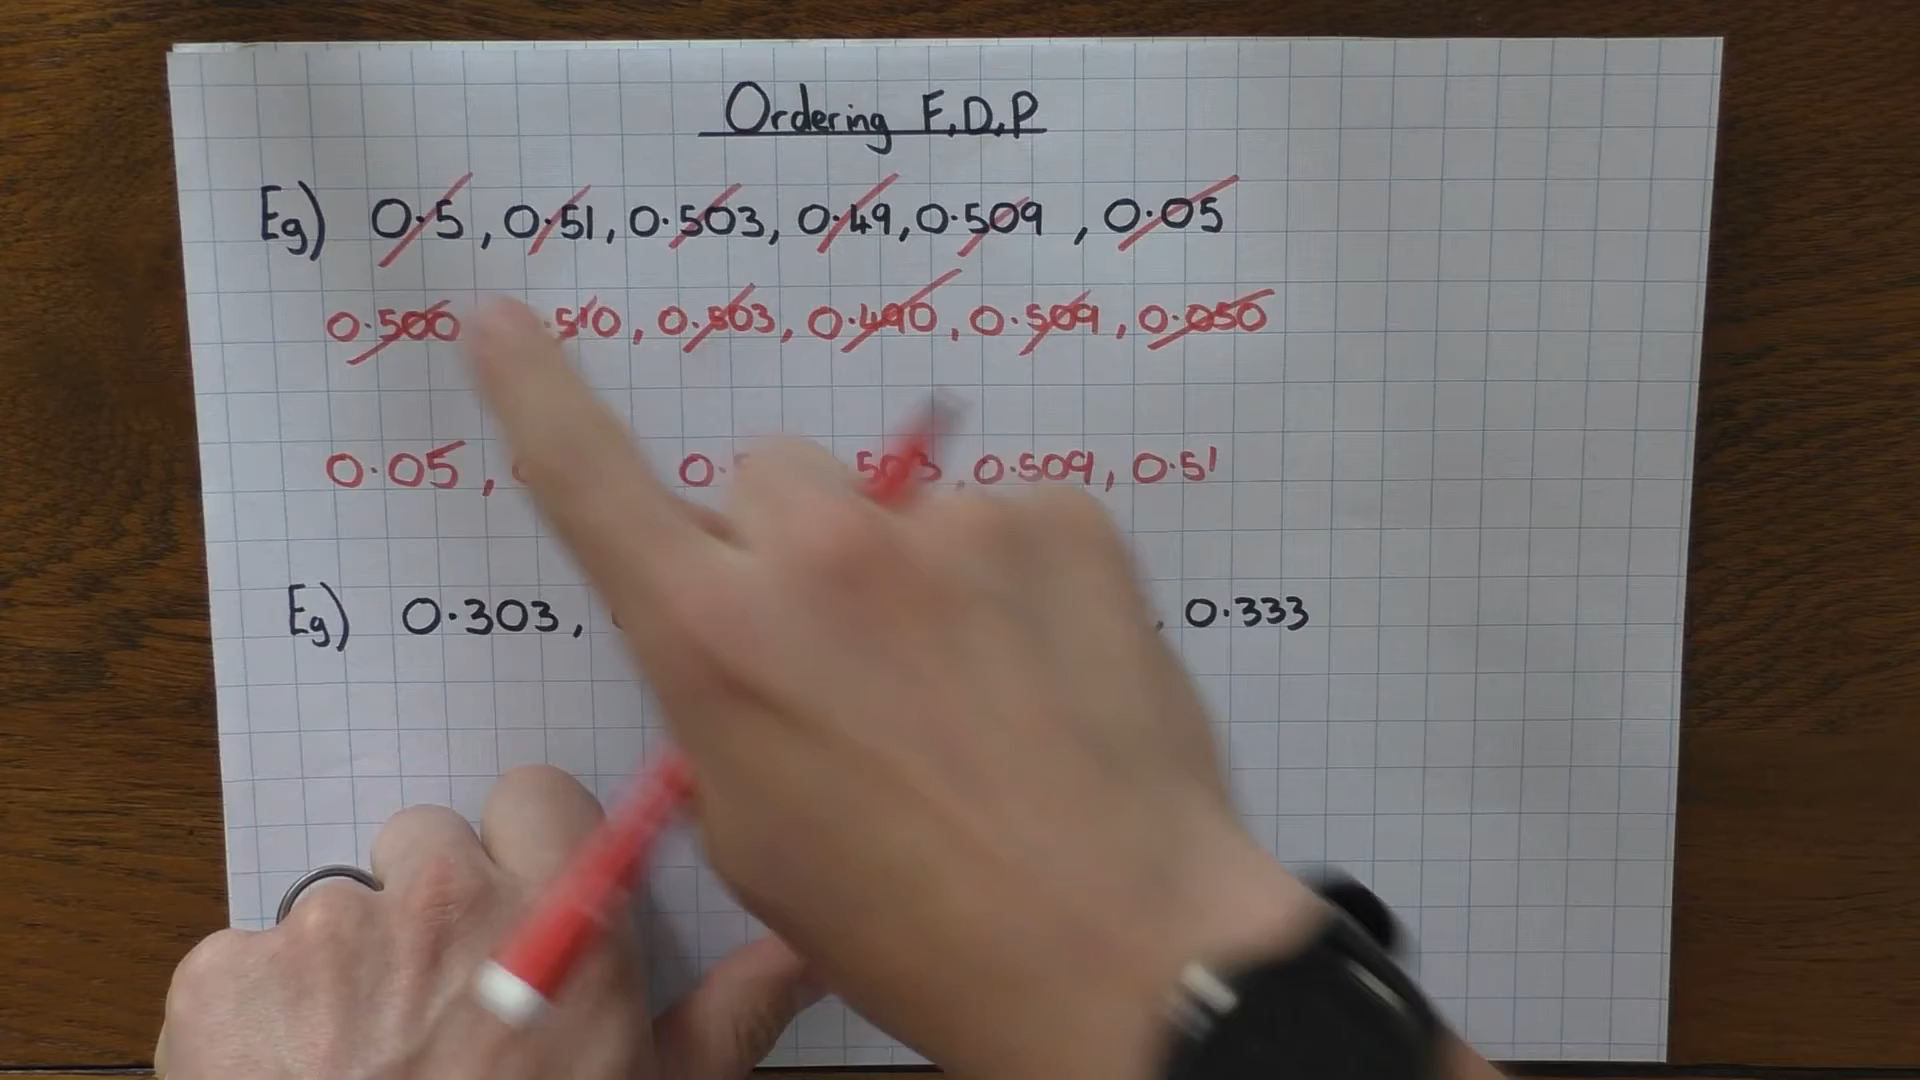 Ordering F.D.P
Eg) 0.5, 0.51, 0.503, 0.49, 0.509, 0.05
0.500 .510, 0.503, 0.490, 0.509, 0.050
0.05, 503, 0.509, 0.51
Eg) 0.303, 0.333